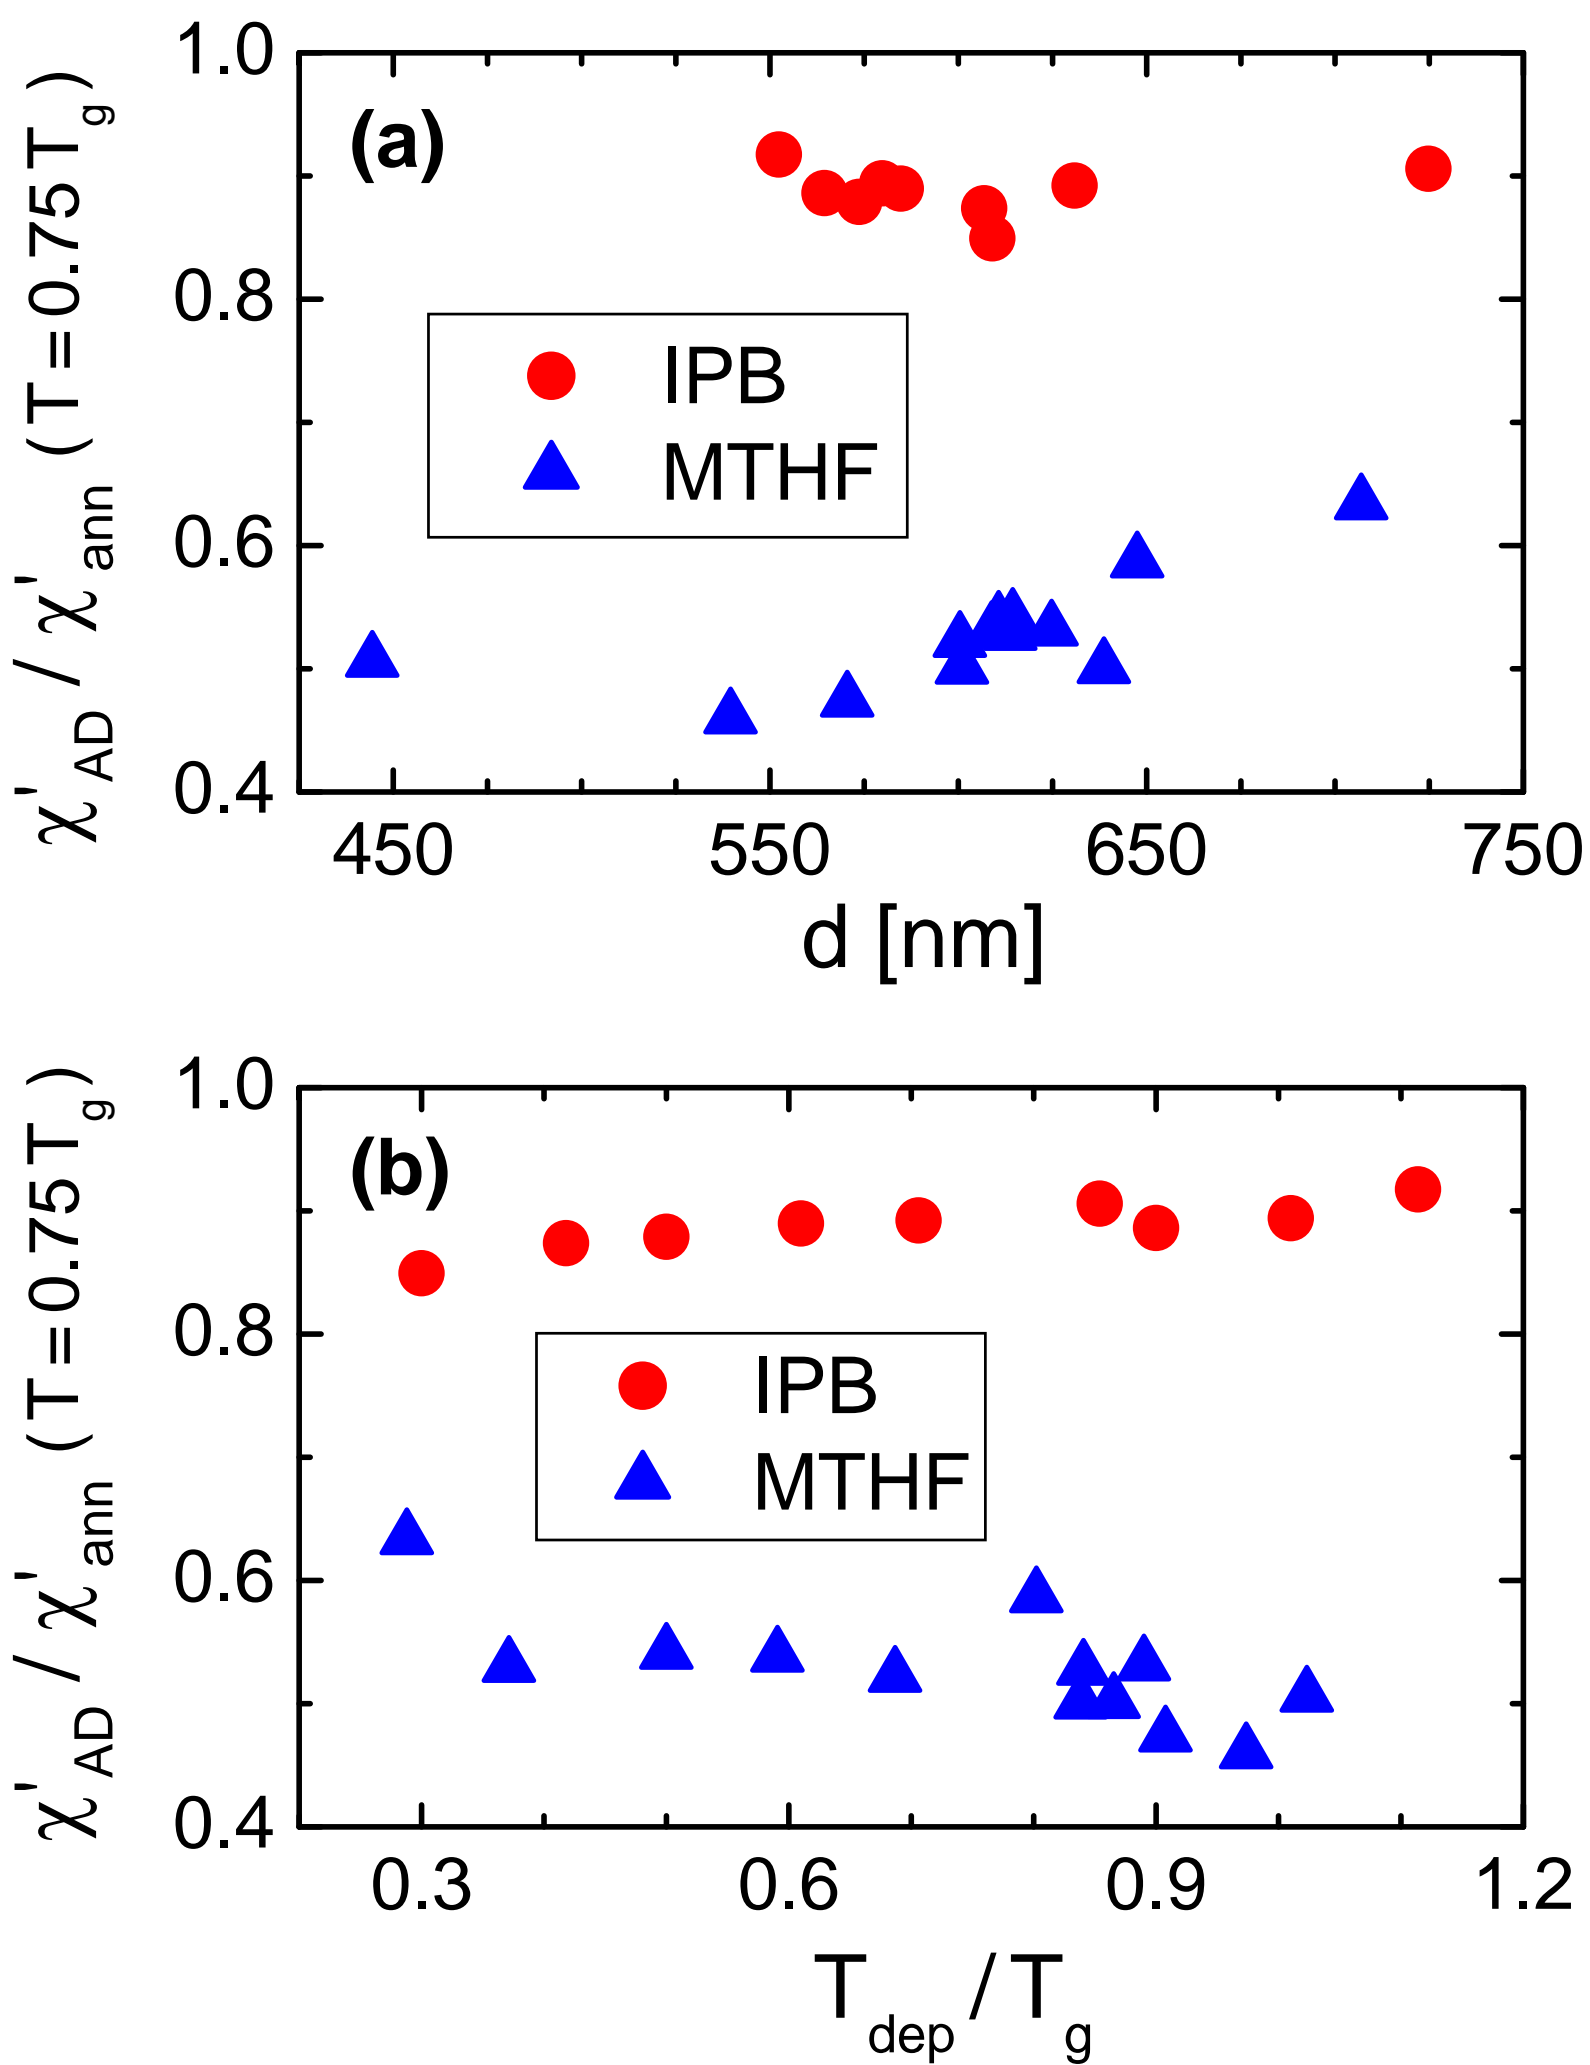 (a)
χ'AD / χ'ann (T = 0.75 Tg)
1.0
0.8
0.6
0.4
IPB
MTHF
450 550 650 750
d [nm]
(b)
χ'AD / χ'ann (T = 0.75 Tg)
1.0
0.8
0.6
0.4
IPB
MTHF
0.3 0.6 0.9 1.2
Tdep / Tg